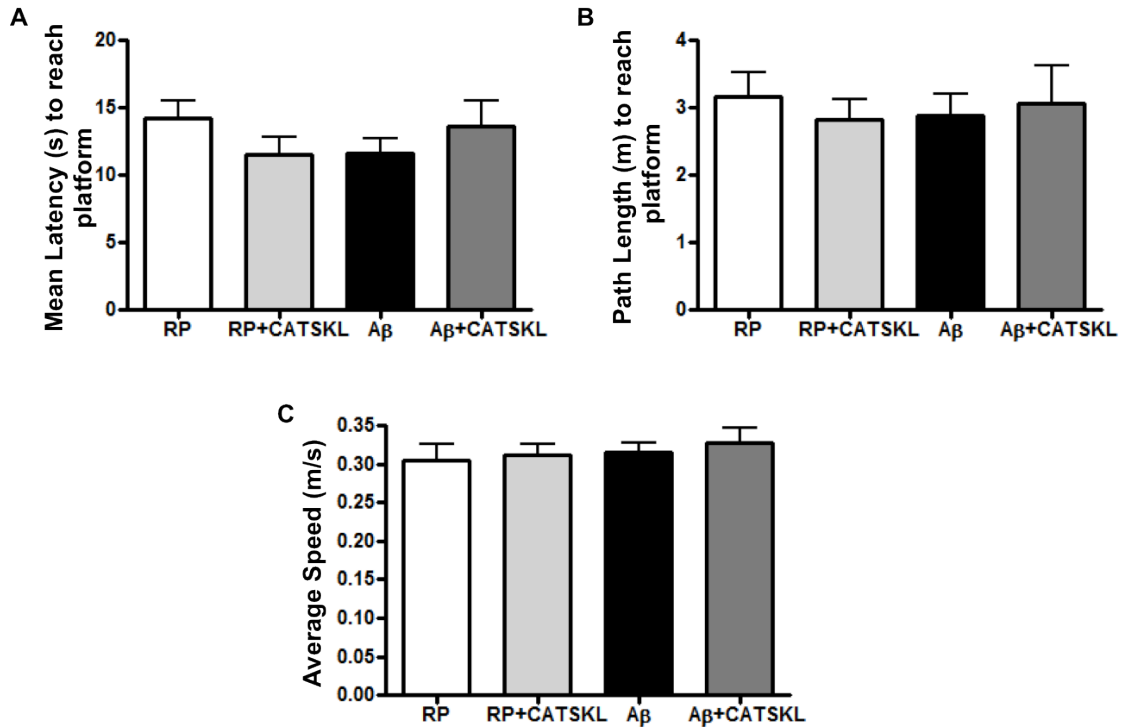 A
Mean Latency (s) to reach
platform
20
15
10
5
0
RP
RP+CATSKL
Aβ
Aβ+CATSKL
B
Path Length (m) to reach
platform
4
3
2
1
0
RP
RP+CATSKL
Aβ
Aβ+CATSKL
C
Average Speed (m/s)
0.35
0.30
0.25
0.20
0.15
0.10
0.05
0.00
RP
RP+CATSKL
Aβ
Aβ+CATSKL